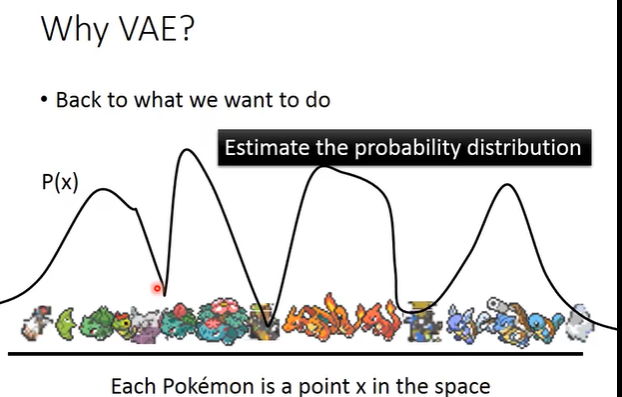 Why VAE?
• Back to what we want to do
Estimate the probability distribution
P(x)
Each Pokémon is a point x in the space